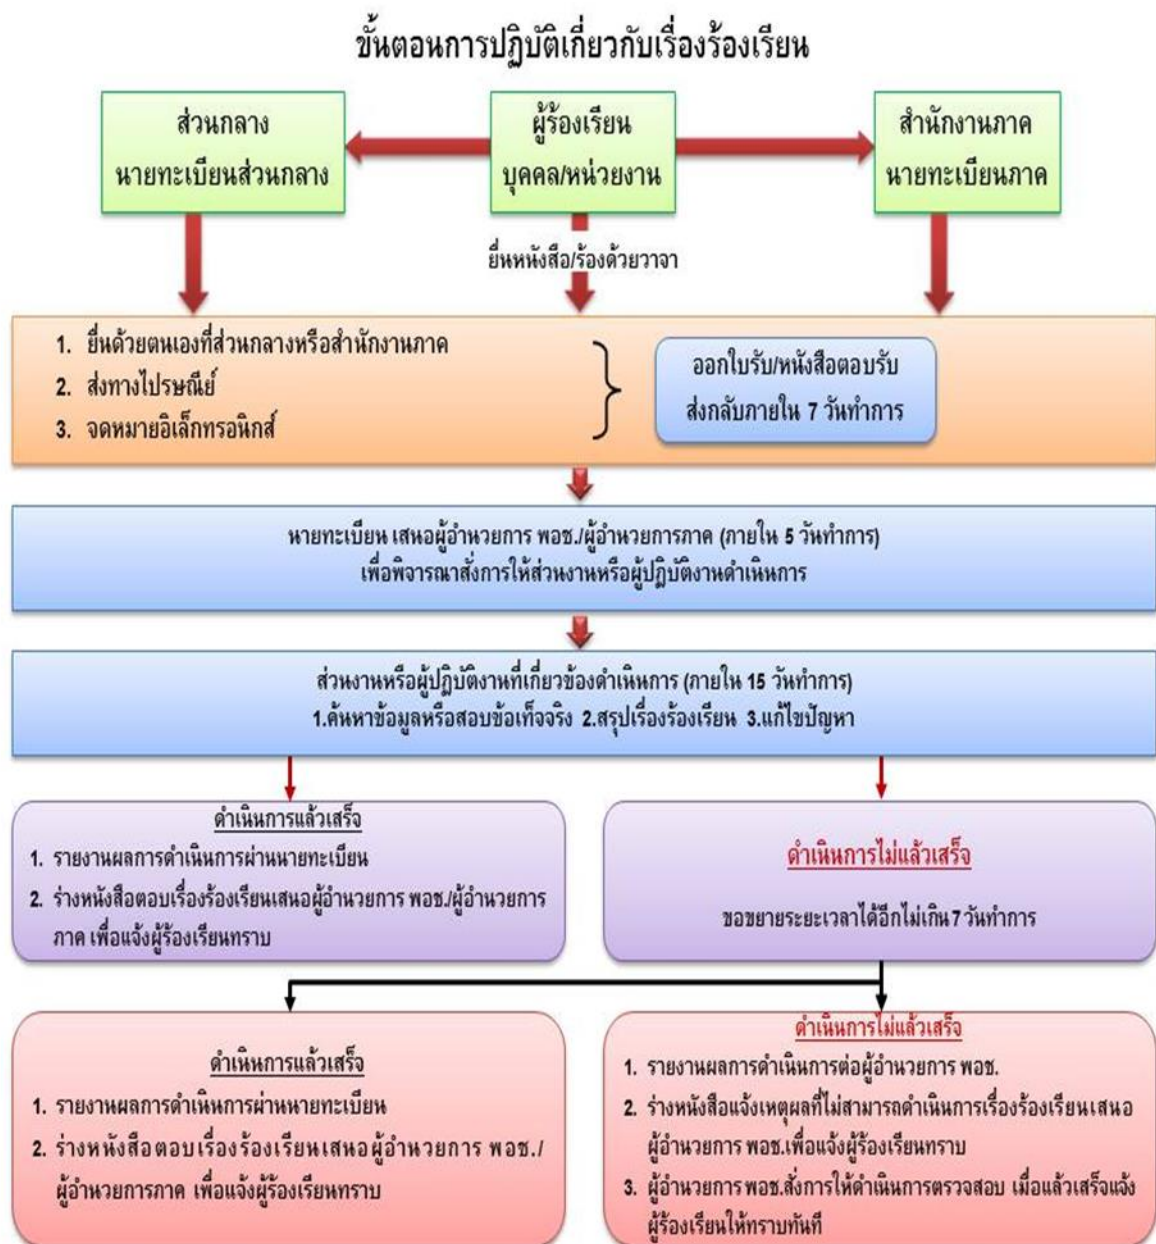 ขั้นตอนการปฏิบัติเกี่ยวกับเรื่องร้องเรียน
ส่วนกลาง
นายทะเบียนส่วนกลาง
ผู้ร้องเรียน
บุคคล/หน่วยงาน
สำนักงานภาค
นายทะเบียนภาค
ยื่นหนังสือ/ร้องด้วยวาจา
1. ยื่นด้วยตนเองที่ส่วนกลางหรือสำนักงานภาค
2. ส่งทางไปรษณีย์
3. จดหมายอิเล็กทรอนิกส์
ออกใบรับ/หนังสือตอบรับ
ส่งกลับภายใน 7 วันทำการ
นายทะเบียน เสนอผู้อำนวยการ พอช./ผู้อำนวยการภาค (ภายใน 5 วันทำการ)
เพื่อพิจารณาสั่งการให้ส่วนงานหรือผู้ปฏิบัติงานดำเนินการ
ส่วนงานหรือผู้ปฏิบัติงานที่เกี่ยวข้องดำเนินการ (ภายใน 15 วันทำการ)
1.ค้นหาข้อมูลหรือสอบข้อเท็จจริง 2.สรุปเรื่องร้องเรียน 3.แก้ไขปัญหา
ดำเนินการแล้วเสร็จ
1. รายงานผลการดำเนินการผ่านนายทะเบียน
2. ร่างหนังสือตอบเรื่องร้องเรียนเสนอผู้อำนวยการ พอช./ผู้อำนวยการ
ภาค เพื่อแจ้งผู้ร้องเรียนทราบ
ดำเนินการไม่แล้วเสร็จ
ขอขยายระยะเวลาได้อีกไม่เกิน 7 วันทำการ
ดำเนินการแล้วเสร็จ
1. รายงานผลการดำเนินการผ่านนายทะเบียน
2. ร่างหนังสือตอบเรื่องร้องเรียนเสนอผู้อำนวยการ พอช./
ผู้อำนวยการภาค เพื่อแจ้งผู้ร้องเรียนทราบ
ดำเนินการไม่แล้วเสร็จ
1. รายงานผลการดำเนินการต่อผู้อำนวยการ พอช.
2. ร่างหนังสือแจ้งเหตุผลที่ไม่สามารถดำเนินการเรื่องร้องเรียนเสนอ
ผู้อำนวยการ พอช.เพื่อแจ้งผู้ร้องเรียนทราบ
3. ผู้อำนวยการ พอช.สั่งการให้ดำเนินการตรวจสอบ เมื่อแล้วเสร็จแจ้ง
ผู้ร้องเรียนให้ทราบทันที